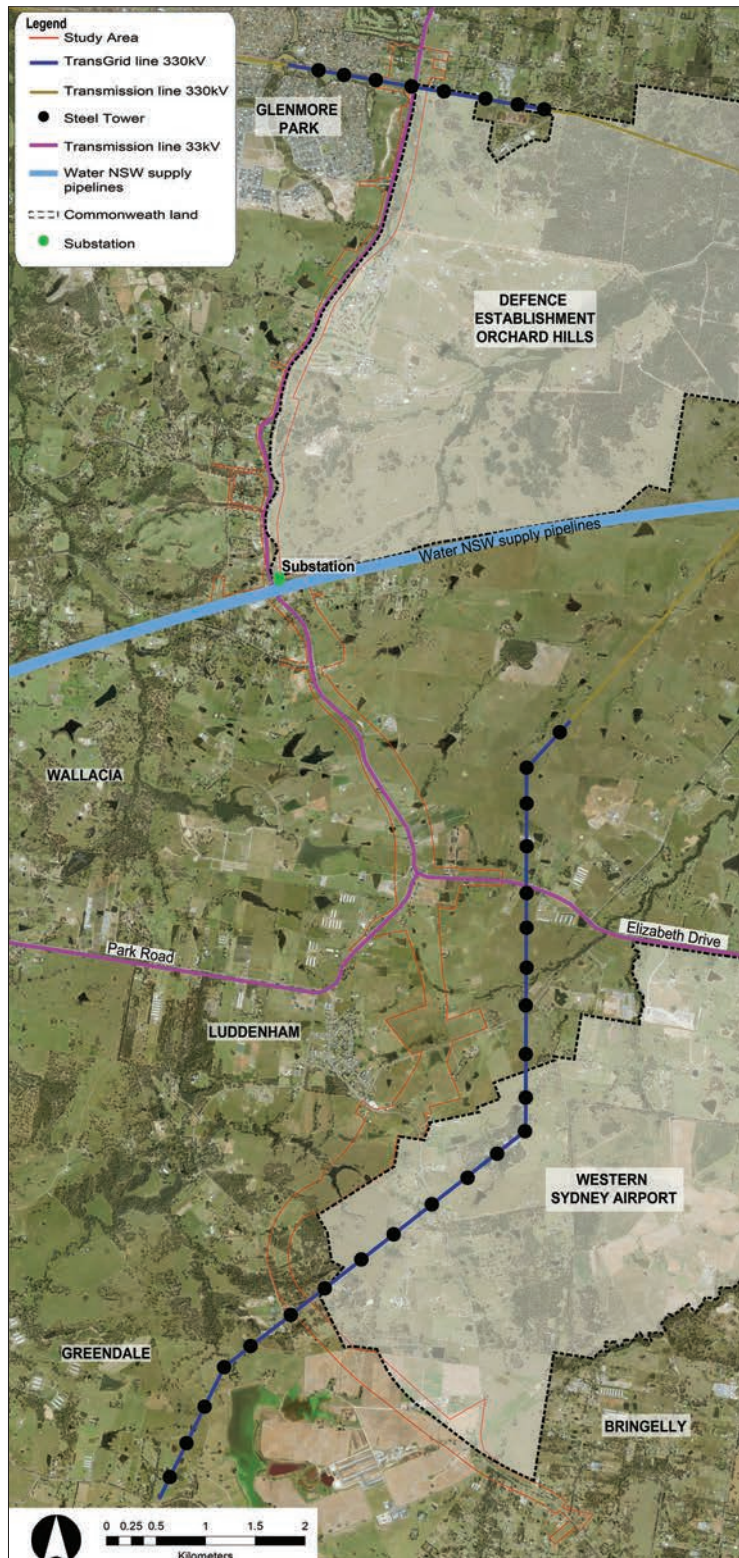 Legend
Study Area
TransGrid line 330kV
Transmission line 330kV
Steel Tower
Transmission line 33kV
Water NSW supply
pipelines
Commonweath land
Substation
GLENMORE
PARK
DEFENCE
ESTABLISHMENT
ORCHARD HILLS
Water NSW supply pipelines
Substation
WALLACIA
Park Road
Elizabeth Drive
LUDDENHAM
WESTERN
SYDNEY AIRPORT
GREENDALE
BRINGELLY
0 0.25 0.5 1 1.5 2
Kilometers